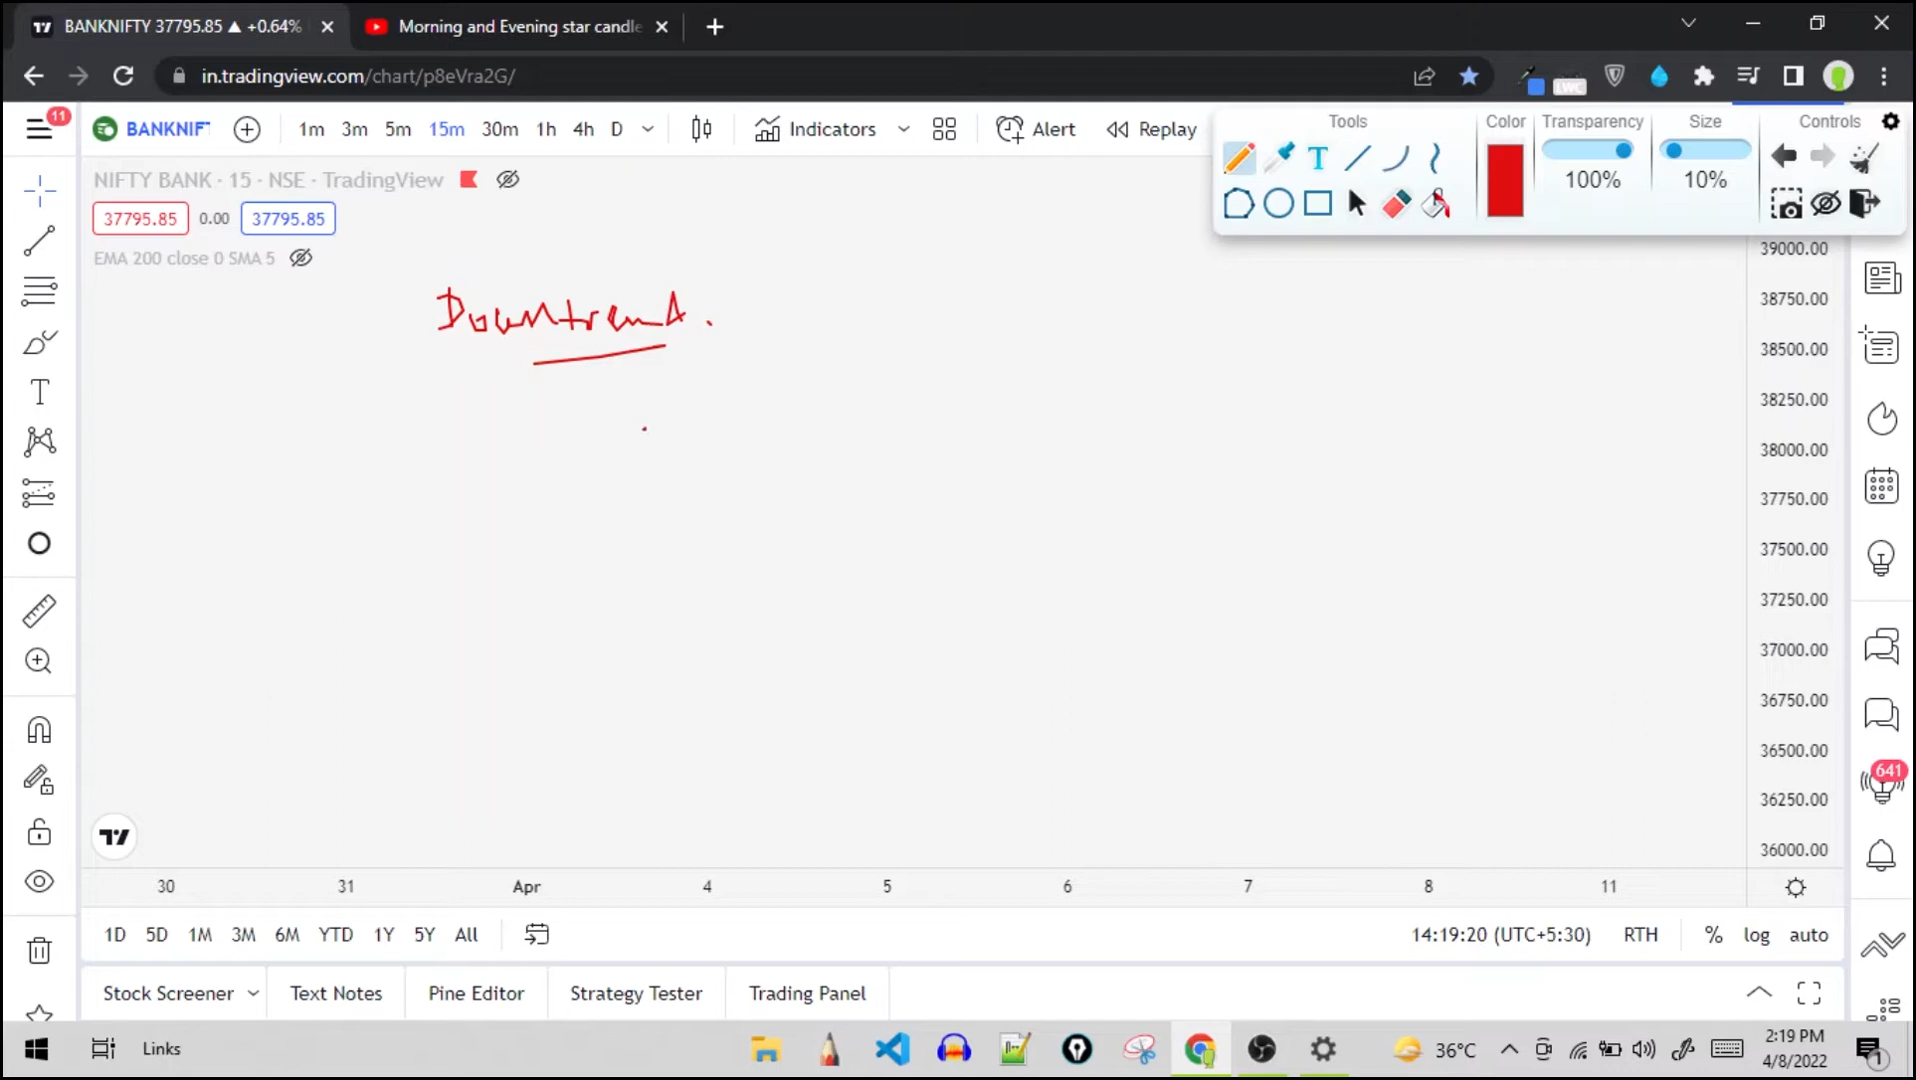 BANKNIFTY 37795.85 ▲ +0.64%
Morning and Evening star candle
in.tradingview.com/chart/p8eVra2G/
11
BANKNIFT
1m 3m 5m 15m 30m 1h 4h D
Indicators
Alert
Replay
Tools
Color
Transparency
100%
Size
10%
Controls
NIFTY BANK · 15 · NSE · TradingView
37795.85 0.00 37795.85
EMA 200 close 0 SMA 5
Downtrend.
39000.00
38750.00
38500.00
38250.00
38000.00
37750.00
37500.00
37250.00
37000.00
36750.00
36500.00
36250.00
36000.00
641
30 31 Apr 4 5 6 7 8 11
1D 5D 1M 3M 6M YTD 1Y 5Y All
14:19:20 (UTC+5:30) RTH % log auto
Stock Screener Text Notes Pine Editor Strategy Tester Trading Panel
Links
36°C
2:19 PM
4/8/2022
1